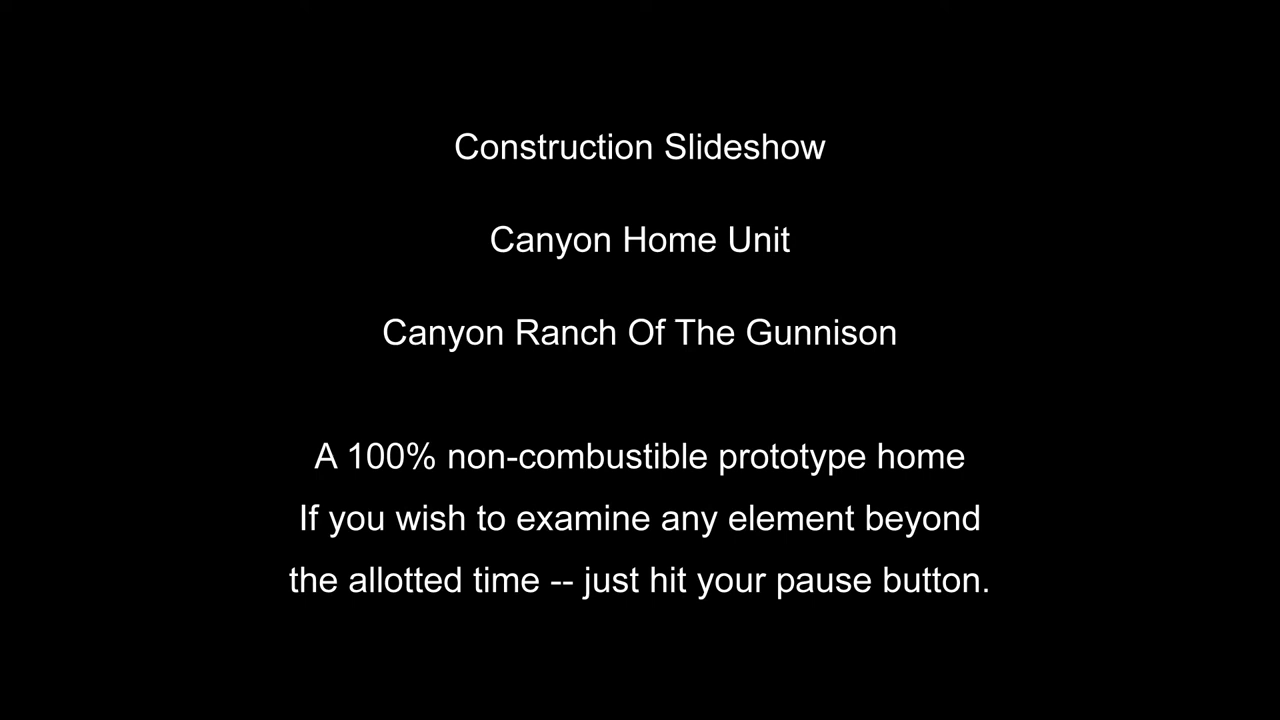 Construction Slideshow
Canyon Home Unit
Canyon Ranch Of The Gunnison
A 100% non-combustible prototype home
If you wish to examine any element beyond
the allotted time -- just hit your pause button.